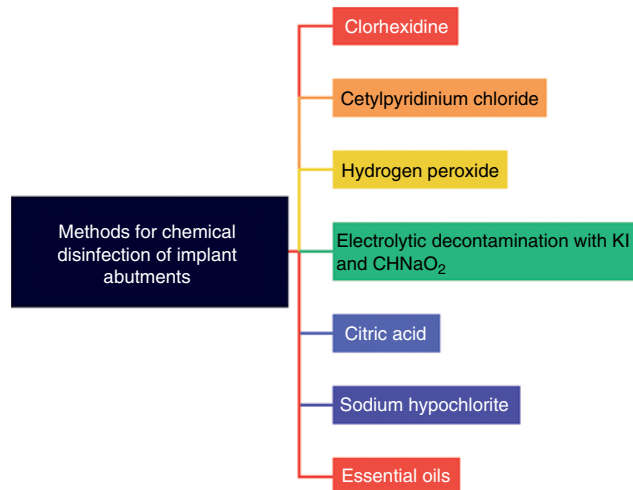 Clorhexidine
Cetylpyridinium chloride
Hydrogen peroxide
Methods for chemical
disinfection of implant
abutments
Electrolytic decontamination with KI
and CHNaO₂
Citric acid
Sodium hypochlorite
Essential oils